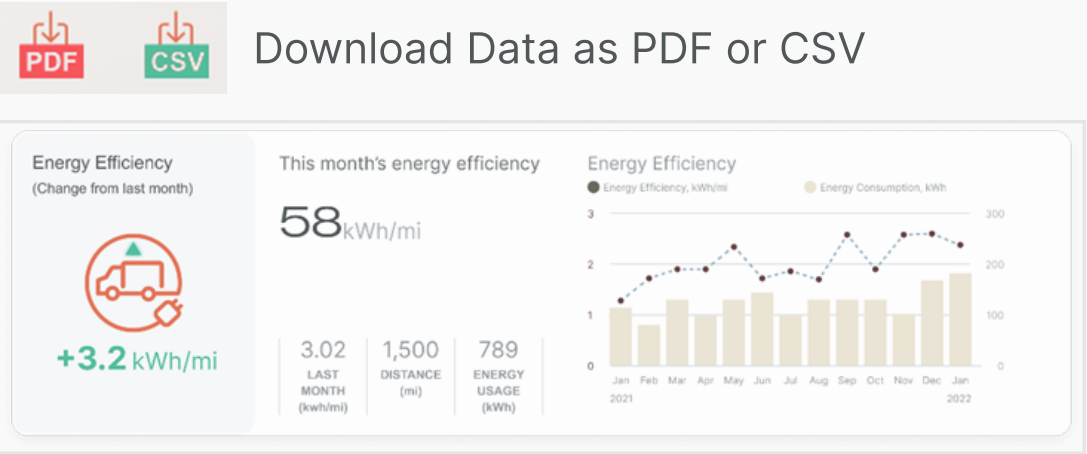 PDF
CSV
Download Data as PDF or CSV
Energy Efficiency
(Change from last month)
+3.2 kWh/mi
This month's energy efficiency
58kWh/mi
3.02
LAST
MONTH
(kwh/mi)
1,500
DISTANCE
(mi)
789
ENERGY
USAGE
(kWh)
Energy Efficiency
Energy Efficiency, kWh/mi
Energy Consumption, kWh
3
2
1
0
300
200
100
0
Jan Feb Mar Apr May Jun Jul Aug Sep Oct Nov Dec Jan
2021 2022